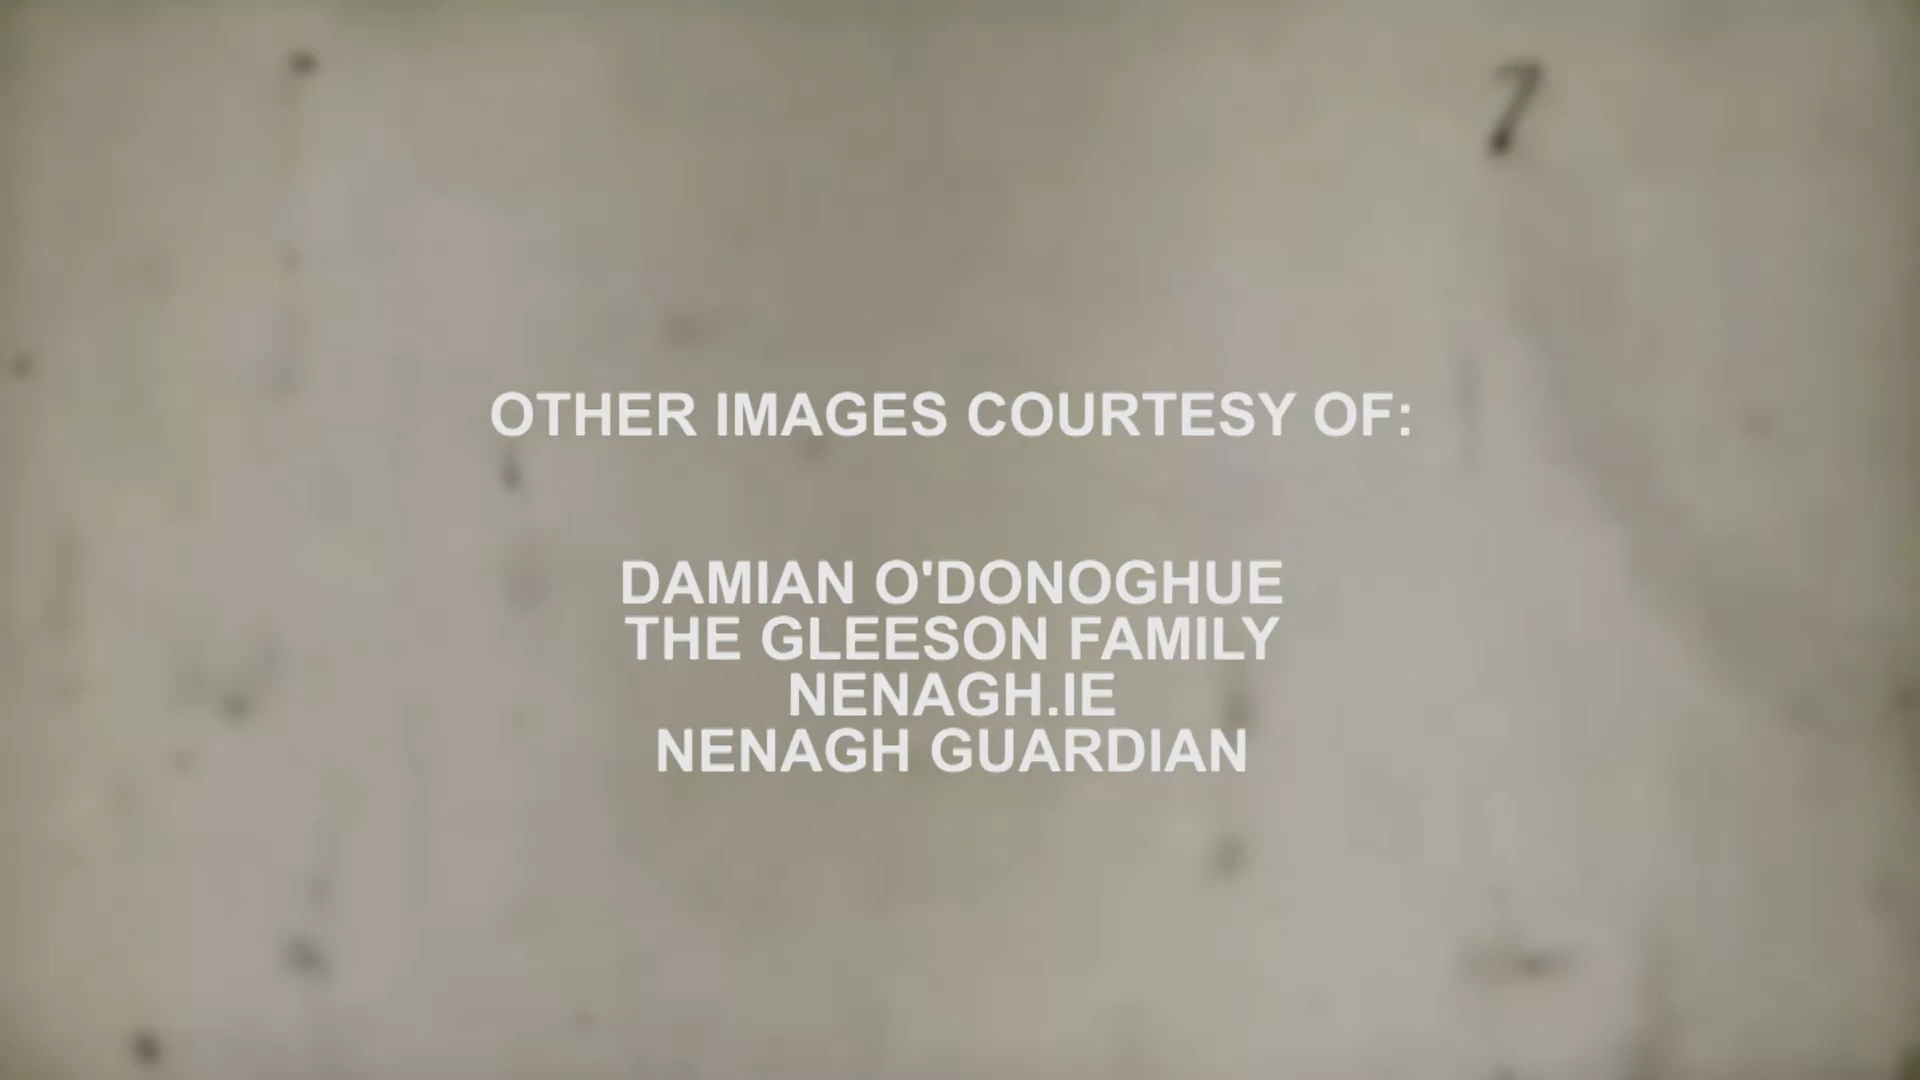 OTHER IMAGES COURTESY OF:
DAMIAN O'DONOGHUE
THE GLEESON FAMILY
NENAGH.IE
NENAGH GUARDIAN